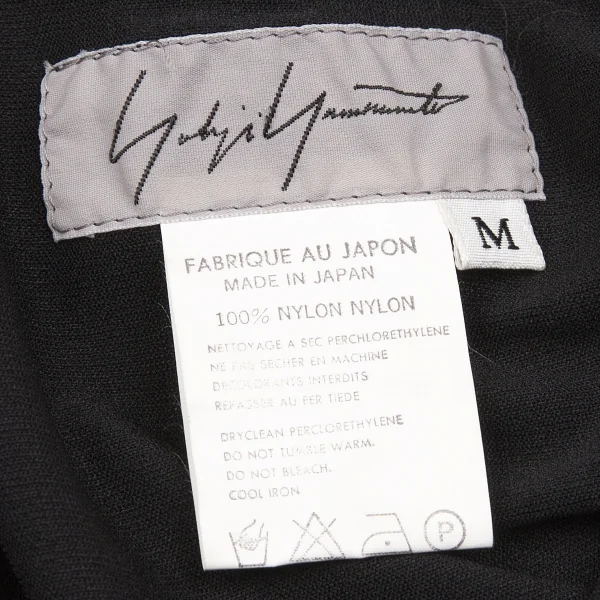 Yohji Yamamoto
M
FABRIQUE AU JAPON
MADE IN JAPAN
100% NYLON NYLON
NETTOYAGE A SEC PERCHLORETHYLENE
NE PAS SECHER EN MACHINE
DECOLORANTS INTERDITS
REPASSER AU FER TIEDE
DRYCLEAN PERCLORETHYLENE
DO NOT TUMBLE WARM.
DO NOT BLEACH.
COOL IRON
P